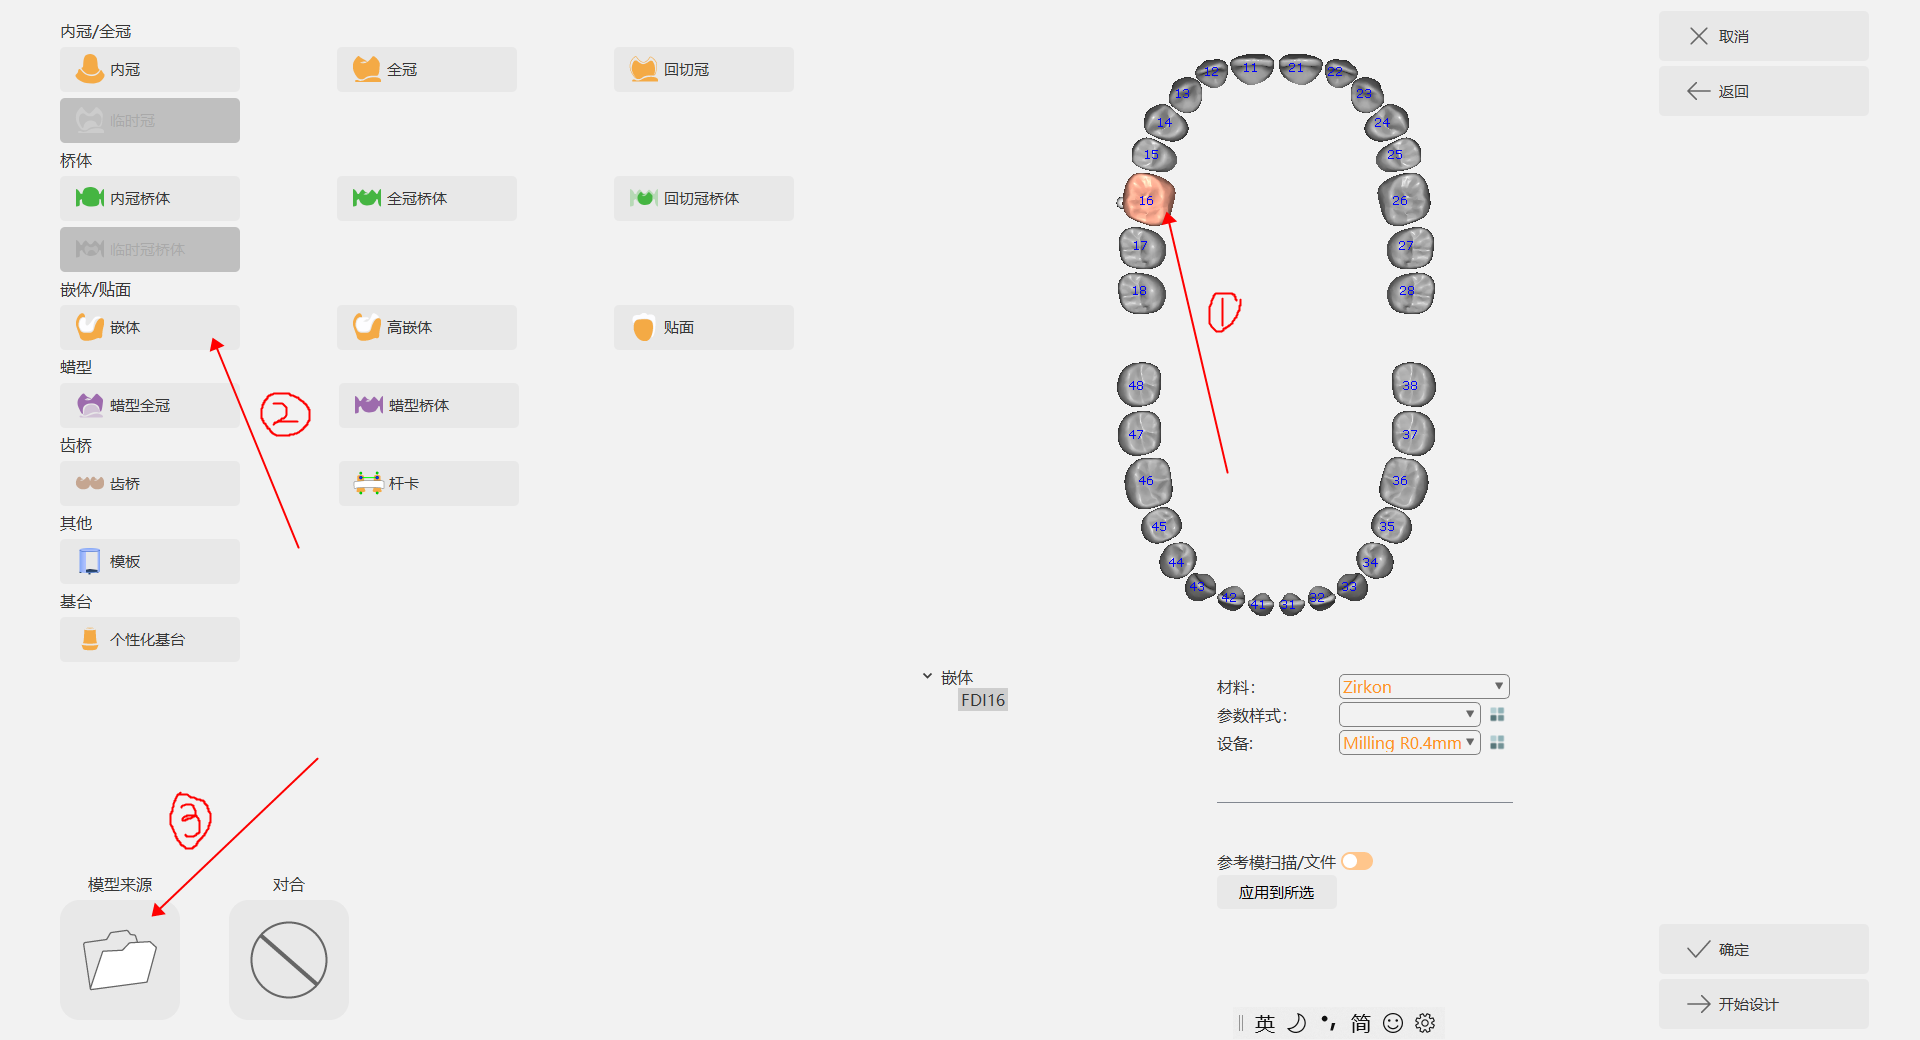 内冠/全冠
内冠
全冠
回切冠
临时冠
桥体
内冠桥体
全冠桥体
回切冠桥体
临时冠桥体
嵌体/贴面
嵌体
高嵌体
贴面
蜡型
蜡型全冠
蜡型桥体
齿桥
齿桥
杆卡
其他
模板
基台
个性化基台
模型来源
对合
①
②
③
11 21
12 22
13 23
14 24
15 25
16 26
17 27
18 28
48 38
47 37
46 36
45 35
44 34
43 33
42 32
41 31
嵌体
FDI16
材料: Zirkon
参数样式:
设备: Milling R0.4mm
参考模扫描/文件
应用到所选
取消
返回
确定
开始设计
英 简